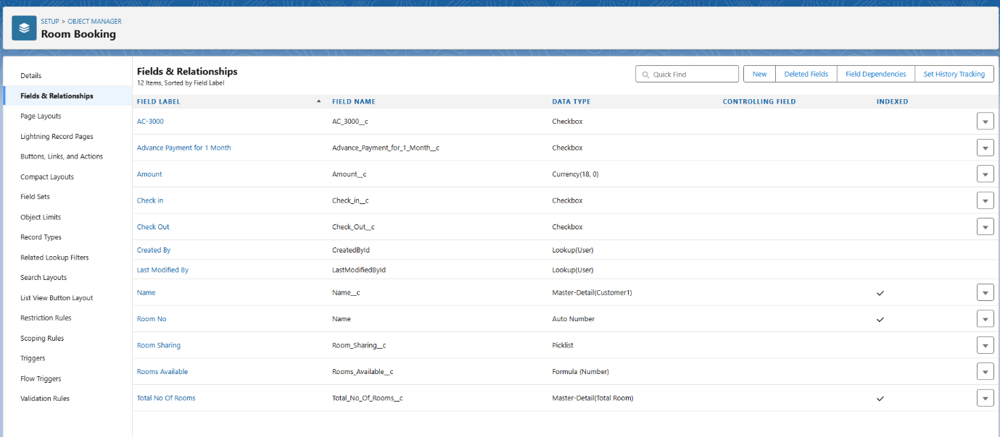 SETUP > OBJECT MANAGER
Room Booking
Details
Fields & Relationships
Page Layouts
Lightning Record Pages
Buttons, Links, and Actions
Compact Layouts
Field Sets
Object Limits
Record Types
Related Lookup Filters
Search Layouts
List View Button Layout
Restriction Rules
Scoping Rules
Triggers
Flow Triggers
Validation Rules
Fields & Relationships
12 Items, Sorted by Field Label
Quick Find New Deleted Fields Field Dependencies Set History Tracking
FIELD LABEL FIELD NAME DATA TYPE CONTROLLING FIELD INDEXED
AC-3000 AC_3000__c Checkbox
Advance Payment for 1 Month Advance_Payment_for_1_Month__c Checkbox
Amount Amount__c Currency(18, 0)
Check in Check_in__c Checkbox
Check Out Check_Out__c Checkbox
Created By CreatedById Lookup(User)
Last Modified By LastModifiedById Lookup(User)
Name Name__c Master-Detail(Customer1)
Room No Name Auto Number
Room Sharing Room_Sharing__c Picklist
Rooms Available Rooms_Available__c Formula (Number)
Total No Of Rooms Total_No_Of_Rooms__c Master-Detail(Total Room)